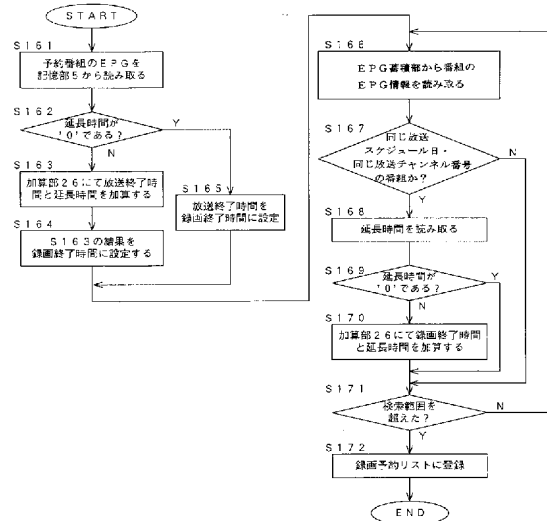 START
S161
予約番組のEPGを
記憶部5から読み取る
S162
延長時間が
'0'である?
Y
N
S163
加算部26にて放送終了時
間と延長時間を加算する
S164
S163の結果を
録画終了時間に設定する
S165
放送終了時間を
録画終了時間に設定
S166
EPG蓄積部から番組の
EPG情報を読み取る
S167
同じ放送
スケジュール日・
同じ放送チャンネル番号
の番組か?
N
Y
S168
延長時間を読み取る
S169
延長時間が
'0'である?
Y
N
S170
加算部26にて録画終了時間
と延長時間を加算する
S171
検索範囲を
超えた?
N
Y
S172
録画予約リストに登録
END